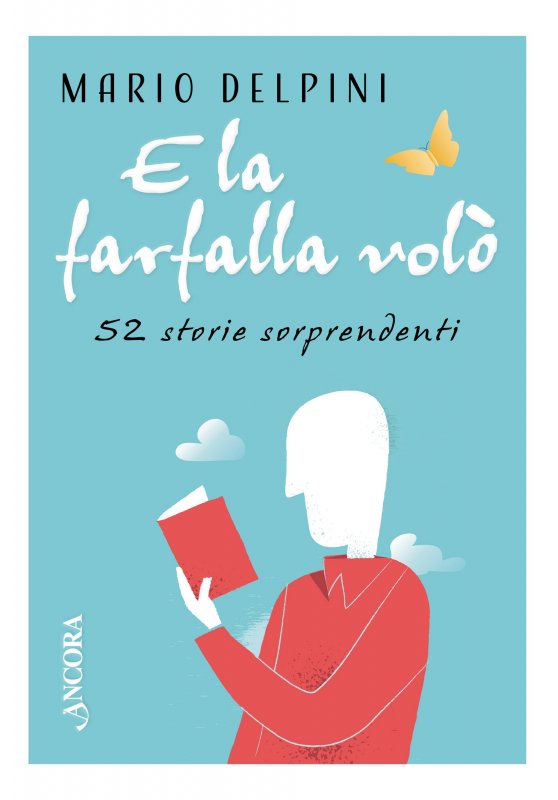 MARIO DELPINI
E la
farfalla volò
52 storie sorprendenti
ANCORA